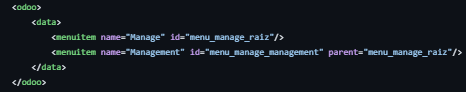 <odoo>
<data>
<menuitem name="Manage" id="menu_manage_raiz"/>
<menuitem name="Management" id="menu_manage_management" parent="menu_manage_raiz"/>
</data>
</odoo>